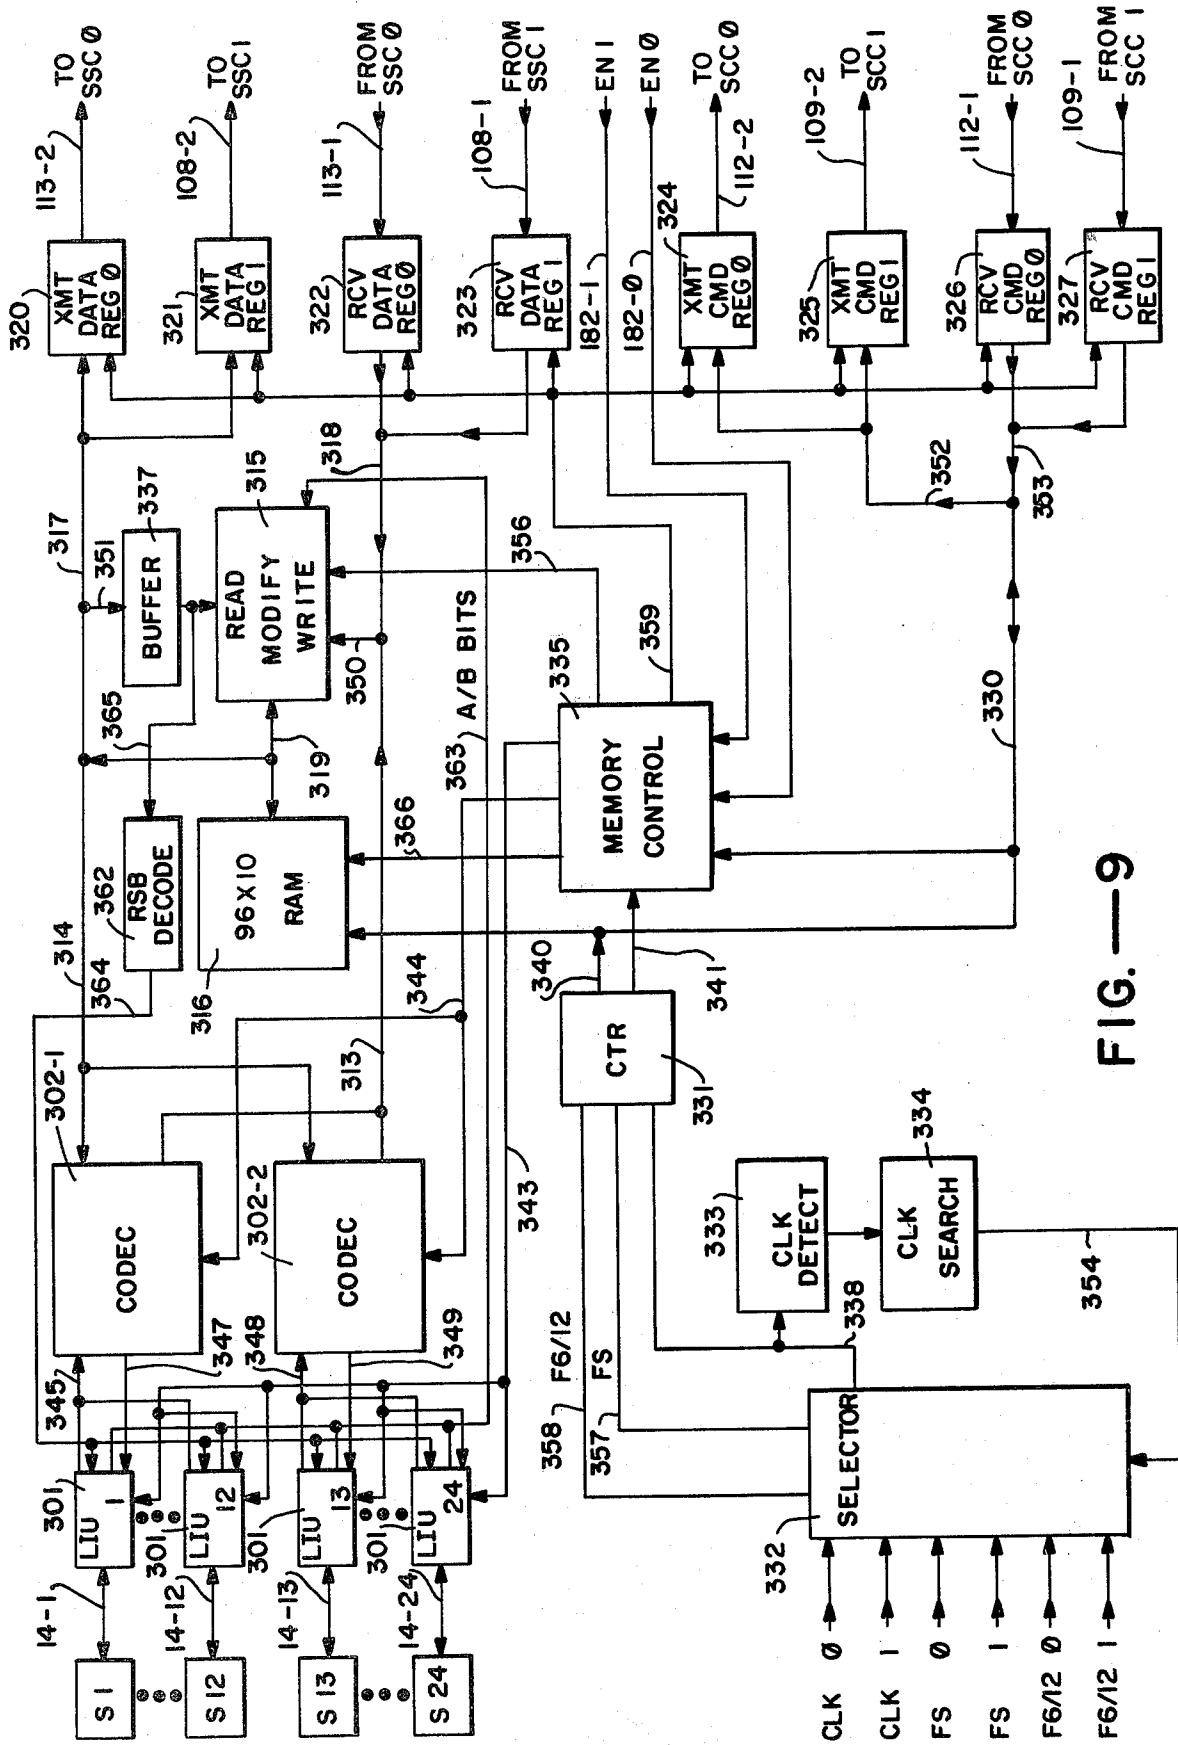 113-2
TO
SSC 0
320
XMT
DATA
REG 0
108-2
TO
SSC 1
321
XMT
DATA
REG 1
113-1
FROM
SSC 0
322
RCV
DATA
REG 0
108-1
FROM
SSC 1
323
RCV
DATA
REG 1
EN 1
EN 0
182-1
182-0
324
XMT
CMD
REG 0
112-2
TO
SCC 0
325
XMT
CMD
REG 1
109-2
TO
SCC 1
326
RCV
CMD
REG 0
112-1
FROM
SCC 0
327
RCV
CMD
REG 1
109-1
FROM
SCC 1
317
351
BUFFER
337
315
READ
MODIFY
WRITE
318
350
356
352
353
314
365
364
362
RSB
DECODE
316
96X10
RAM
319
366
363
A/B BITS
335
MEMORY
CONTROL
359
330
344
313
343
340
341
CTR
331
302-1
CODEC
302-2
CODEC
345
347
348
349
301
LIU
1
301
LIU
12
301
LIU
13
301
LIU
24
14-1
14-12
14-13
14-24
S 1
S 12
S 13
S 24
333
CLK
DETECT
334
CLK
SEARCH
338
354
358
F6/12
357
FS
332
SELECTOR
CLK 0
CLK 1
FS 0
FS 1
F6/12 0
F6/12 1
FIG. — 9